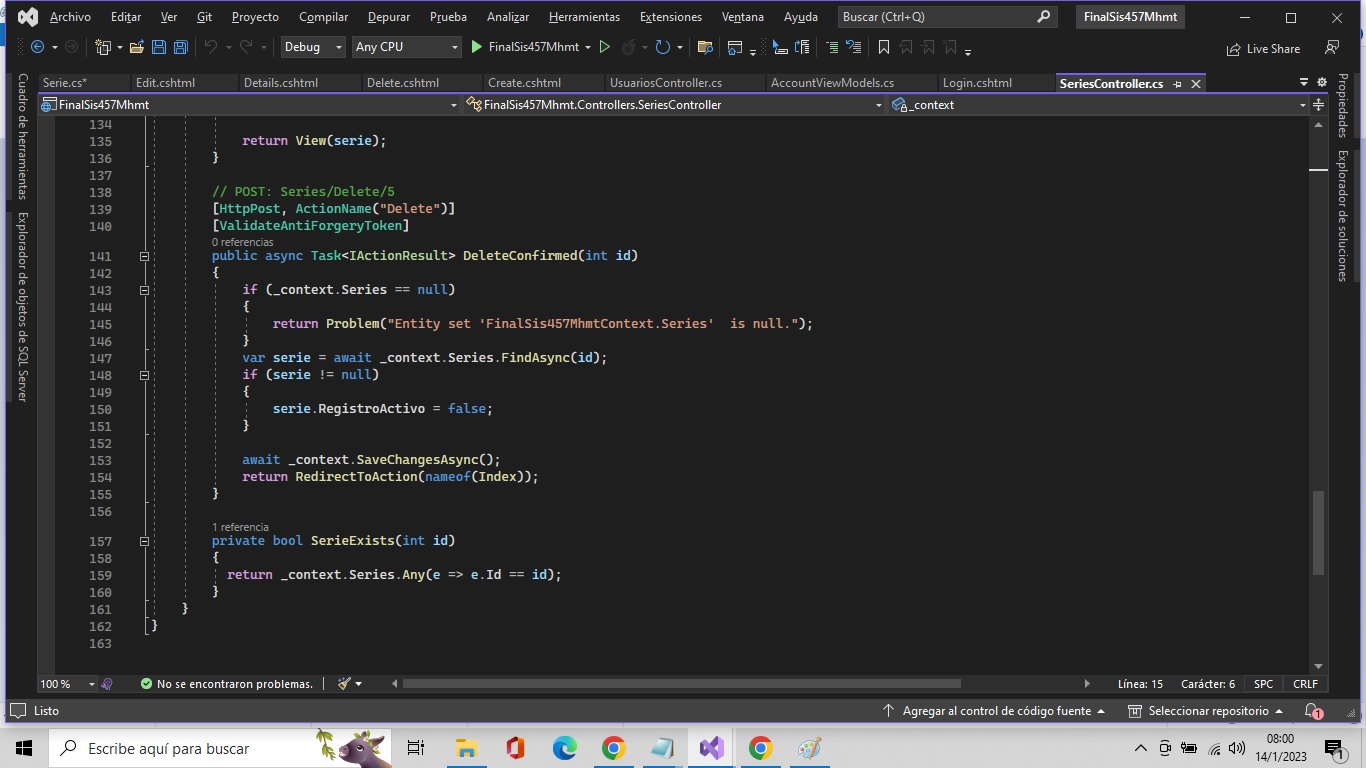 Archivo Editar Ver Git Proyecto Compilar Depurar Prueba Analizar Herramientas Extensiones Ventana Ayuda Buscar (Ctrl+Q) FinalSis457Mhmt
Debug Any CPU FinalSis457Mhmt Live Share
Serie.cs* Edit.cshtml Details.cshtml Delete.cshtml Create.cshtml UsuariosController.cs AccountViewModels.cs Login.cshtml SeriesController.cs
FinalSis457Mhmt FinalSis457Mhmt.Controllers.SeriesController _context
Cuadro de herramientas
Explorador de objetos de SQL Server
Propiedades
Explorador de soluciones
134
135 return View(serie);
136 }
137
138 // POST: Series/Delete/5
139 [HttpPost, ActionName("Delete")]
140 [ValidateAntiForgeryToken]
0 referencias
141 public async Task<IActionResult> DeleteConfirmed(int id)
142 {
143 if (_context.Series == null)
144 {
145 return Problem("Entity set 'FinalSis457MhmtContext.Series'  is null.");
146 }
147 var serie = await _context.Series.FindAsync(id);
148 if (serie != null)
149 {
150 serie.RegistroActivo = false;
151 }
152
153 await _context.SaveChangesAsync();
154 return RedirectToAction(nameof(Index));
155 }
156
1 referencia
157 private bool SerieExists(int id)
158 {
159 return _context.Series.Any(e => e.Id == id);
160 }
161 }
162 }
163
100 % No se encontraron problemas. Línea: 15 Carácter: 6 SPC CRLF
Listo Agregar al control de código fuente Seleccionar repositorio 1
Escribe aquí para buscar 08:00
14/1/2023 1